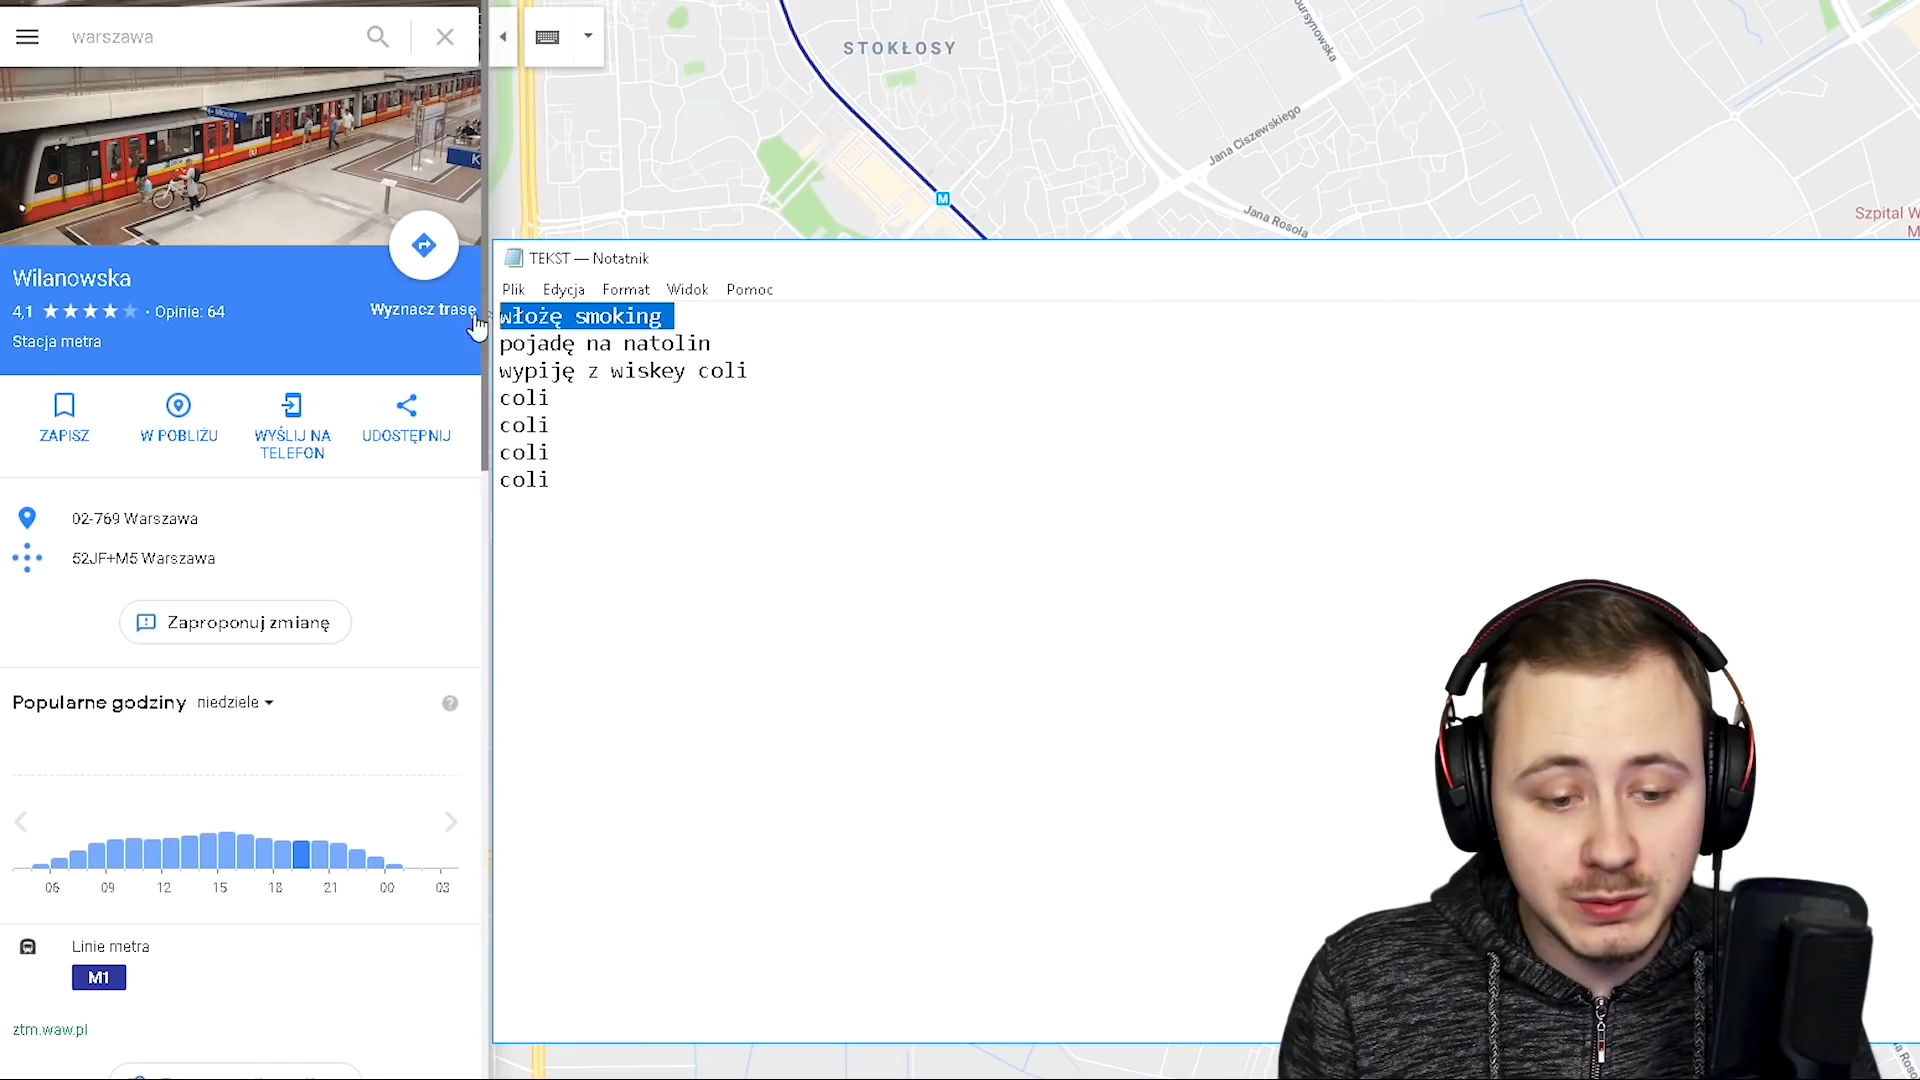 warszawa
Młociny
K
Wilanowska
4,1 · Opinie: 64
Wyznacz trasę
Stacja metra
ZAPISZ
W POBLIŻU
WYŚLIJ NA TELEFON
UDOSTĘPNIJ
02-769 Warszawa
52JF+M5 Warszawa
Zaproponuj zmianę
Popularne godziny niedziele
06 09 12 15 18 21 00 03
Linie metra
M1
ztm.waw.pl
STOKŁOSY
M
Jana Ciszewskiego
Jana Rosoła
Szpital W
M
TEKST — Notatnik
Plik Edycja Format Widok Pomoc
włożę smoking
pojadę na natolin
wypiję z wiskey coli
coli
coli
coli
coli